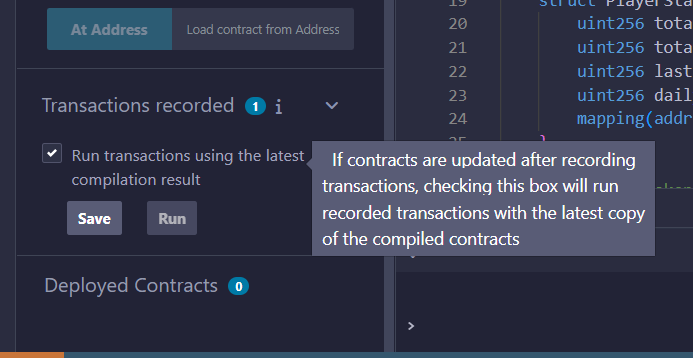 At Address
Load contract from Address
Transactions recorded 1 i
Run transactions using the latest
compilation result
Save
Run
If contracts are updated after recording
transactions, checking this box will run
recorded transactions with the latest copy
of the compiled contracts
Deployed Contracts 0
19 struct PlayerSta
20 uint256 tota
21 uint256 tota
22 uint256 last
23 uint256 dail
24 mapping(addr
25 }
>